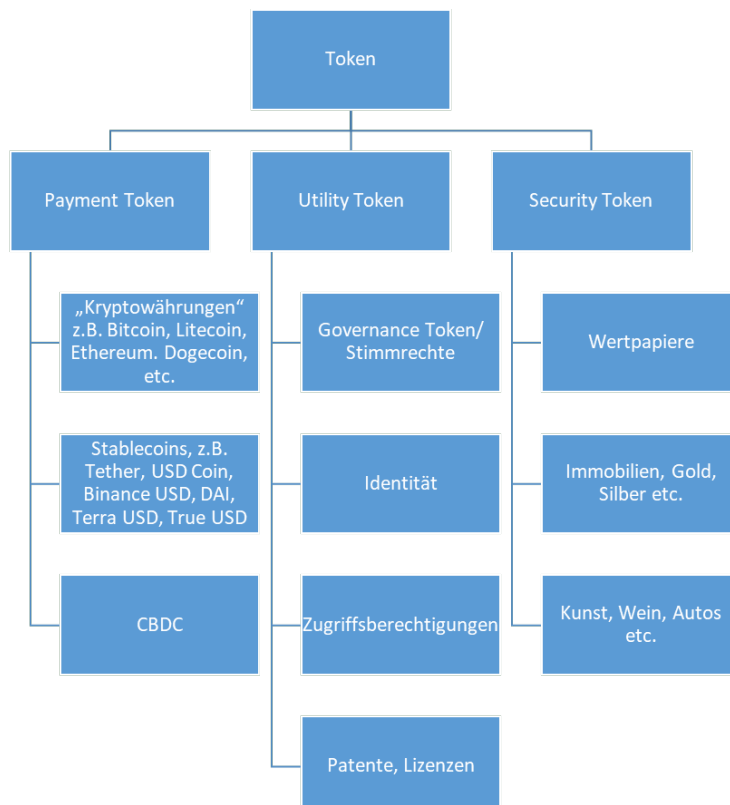 Token
Payment Token
Utility Token
Security Token
„Kryptowährungen“
z.B. Bitcoin, Litecoin,
Ethereum. Dogecoin,
etc.
Governance Token/
Stimmrechte
Wertpapiere
Stablecoins, z.B.
Tether, USD Coin,
Binance USD, DAI,
Terra USD, True USD
Identität
Immobilien, Gold,
Silber etc.
CBDC
Zugriffsberechtigungen
Kunst, Wein, Autos
etc.
Patente, Lizenzen